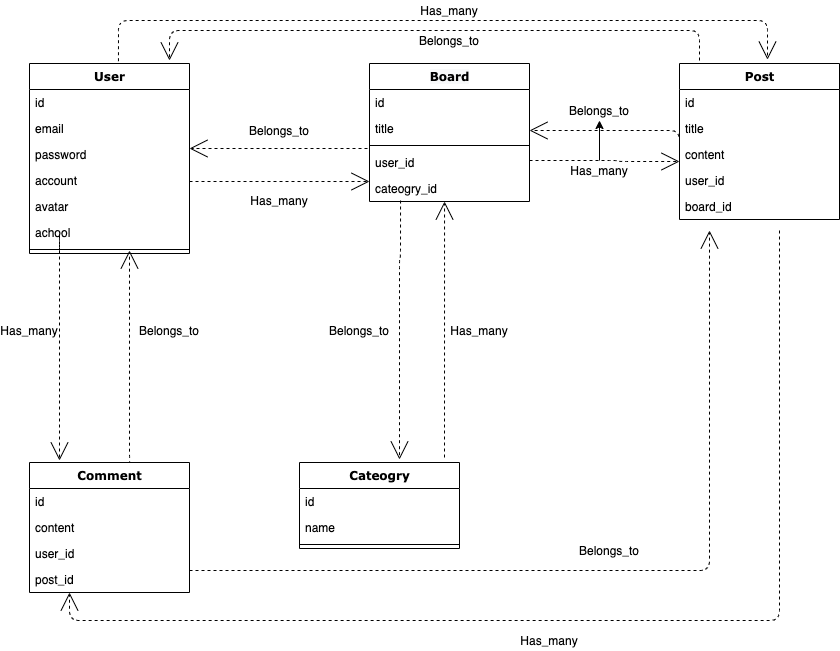 Has_many
Belongs_to
User
id
email
password
account
avatar
achool
Belongs_to
Has_many
Board
id
title
user_id
cateogry_id
Belongs_to
Has_many
Post
id
title
content
user_id
board_id
Has_many
Belongs_to
Belongs_to
Has_many
Comment
id
content
user_id
post_id
Cateogry
id
name
Belongs_to
Has_many